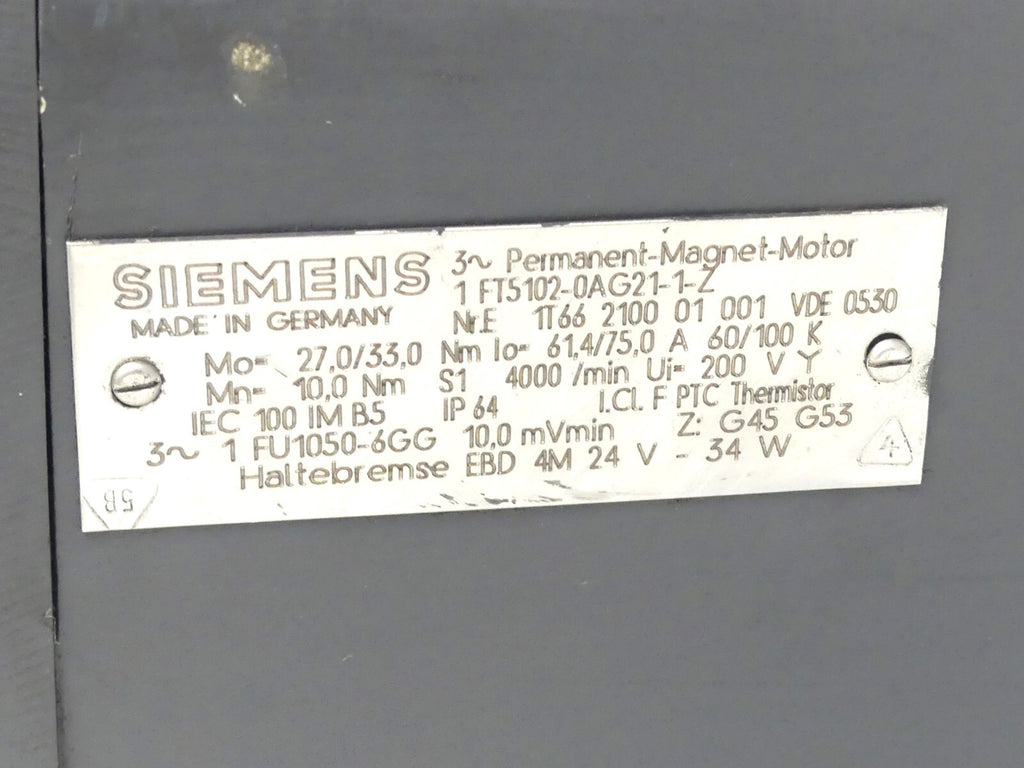 SIEMENS
MADE IN GERMANY
3~ Permanent-Magnet-Motor
1 FT5102-0AG21-1-Z
Nr.E 1T66 2100 01 001 VDE 0530
Mo= 27,0/33,0 Nm Io= 61,4/75,0 A 60/100 K
Mn= 10,0 Nm S1 4000 /min Ui= 200 V Y
IEC 100 IM B5 IP 64 I.Cl. F PTC Thermistor
3~ 1 FU1050-6GG 10,0 mVmin Z: G45 G53
Haltebremse EBD 4M 24 V - 34 W
5B
4